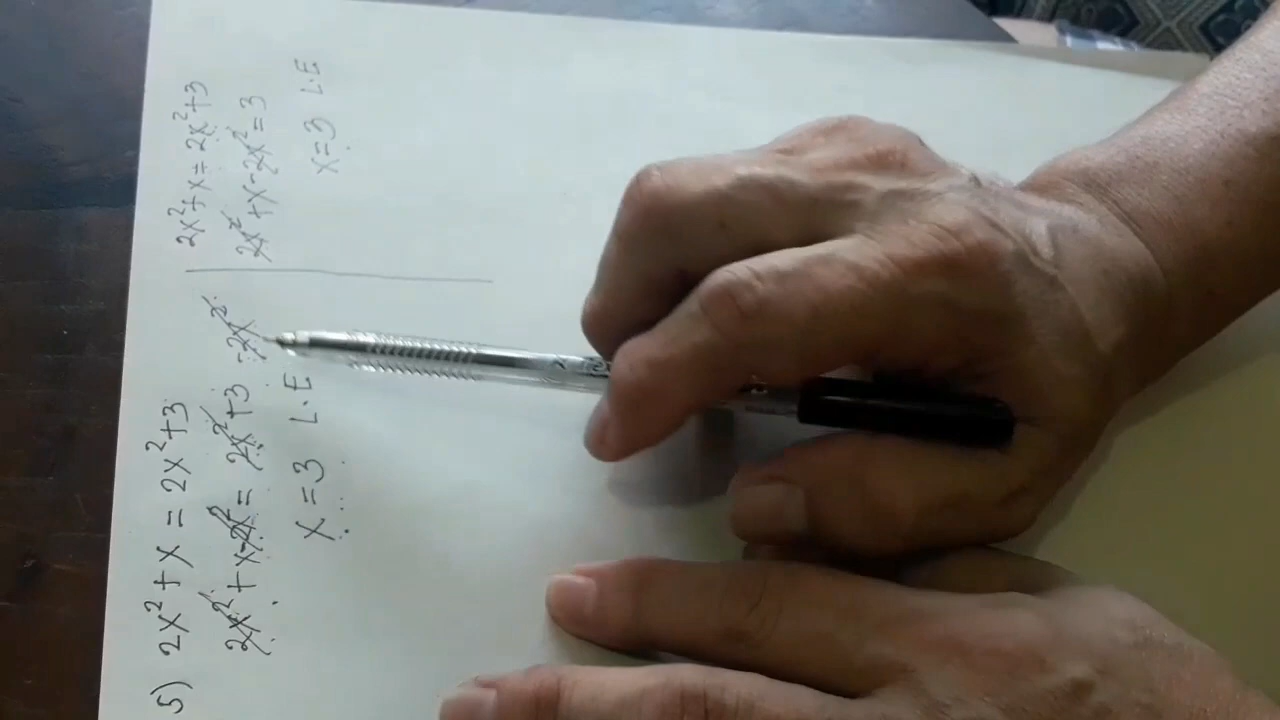 5) 2x² + x = 2x² + 3
2x² + x - 2x² = 2x² + 3 - 2x²
x = 3 L.E
2x² + x = 2x² + 3
2x² + x - 2x² = 3
x = 3 L.E